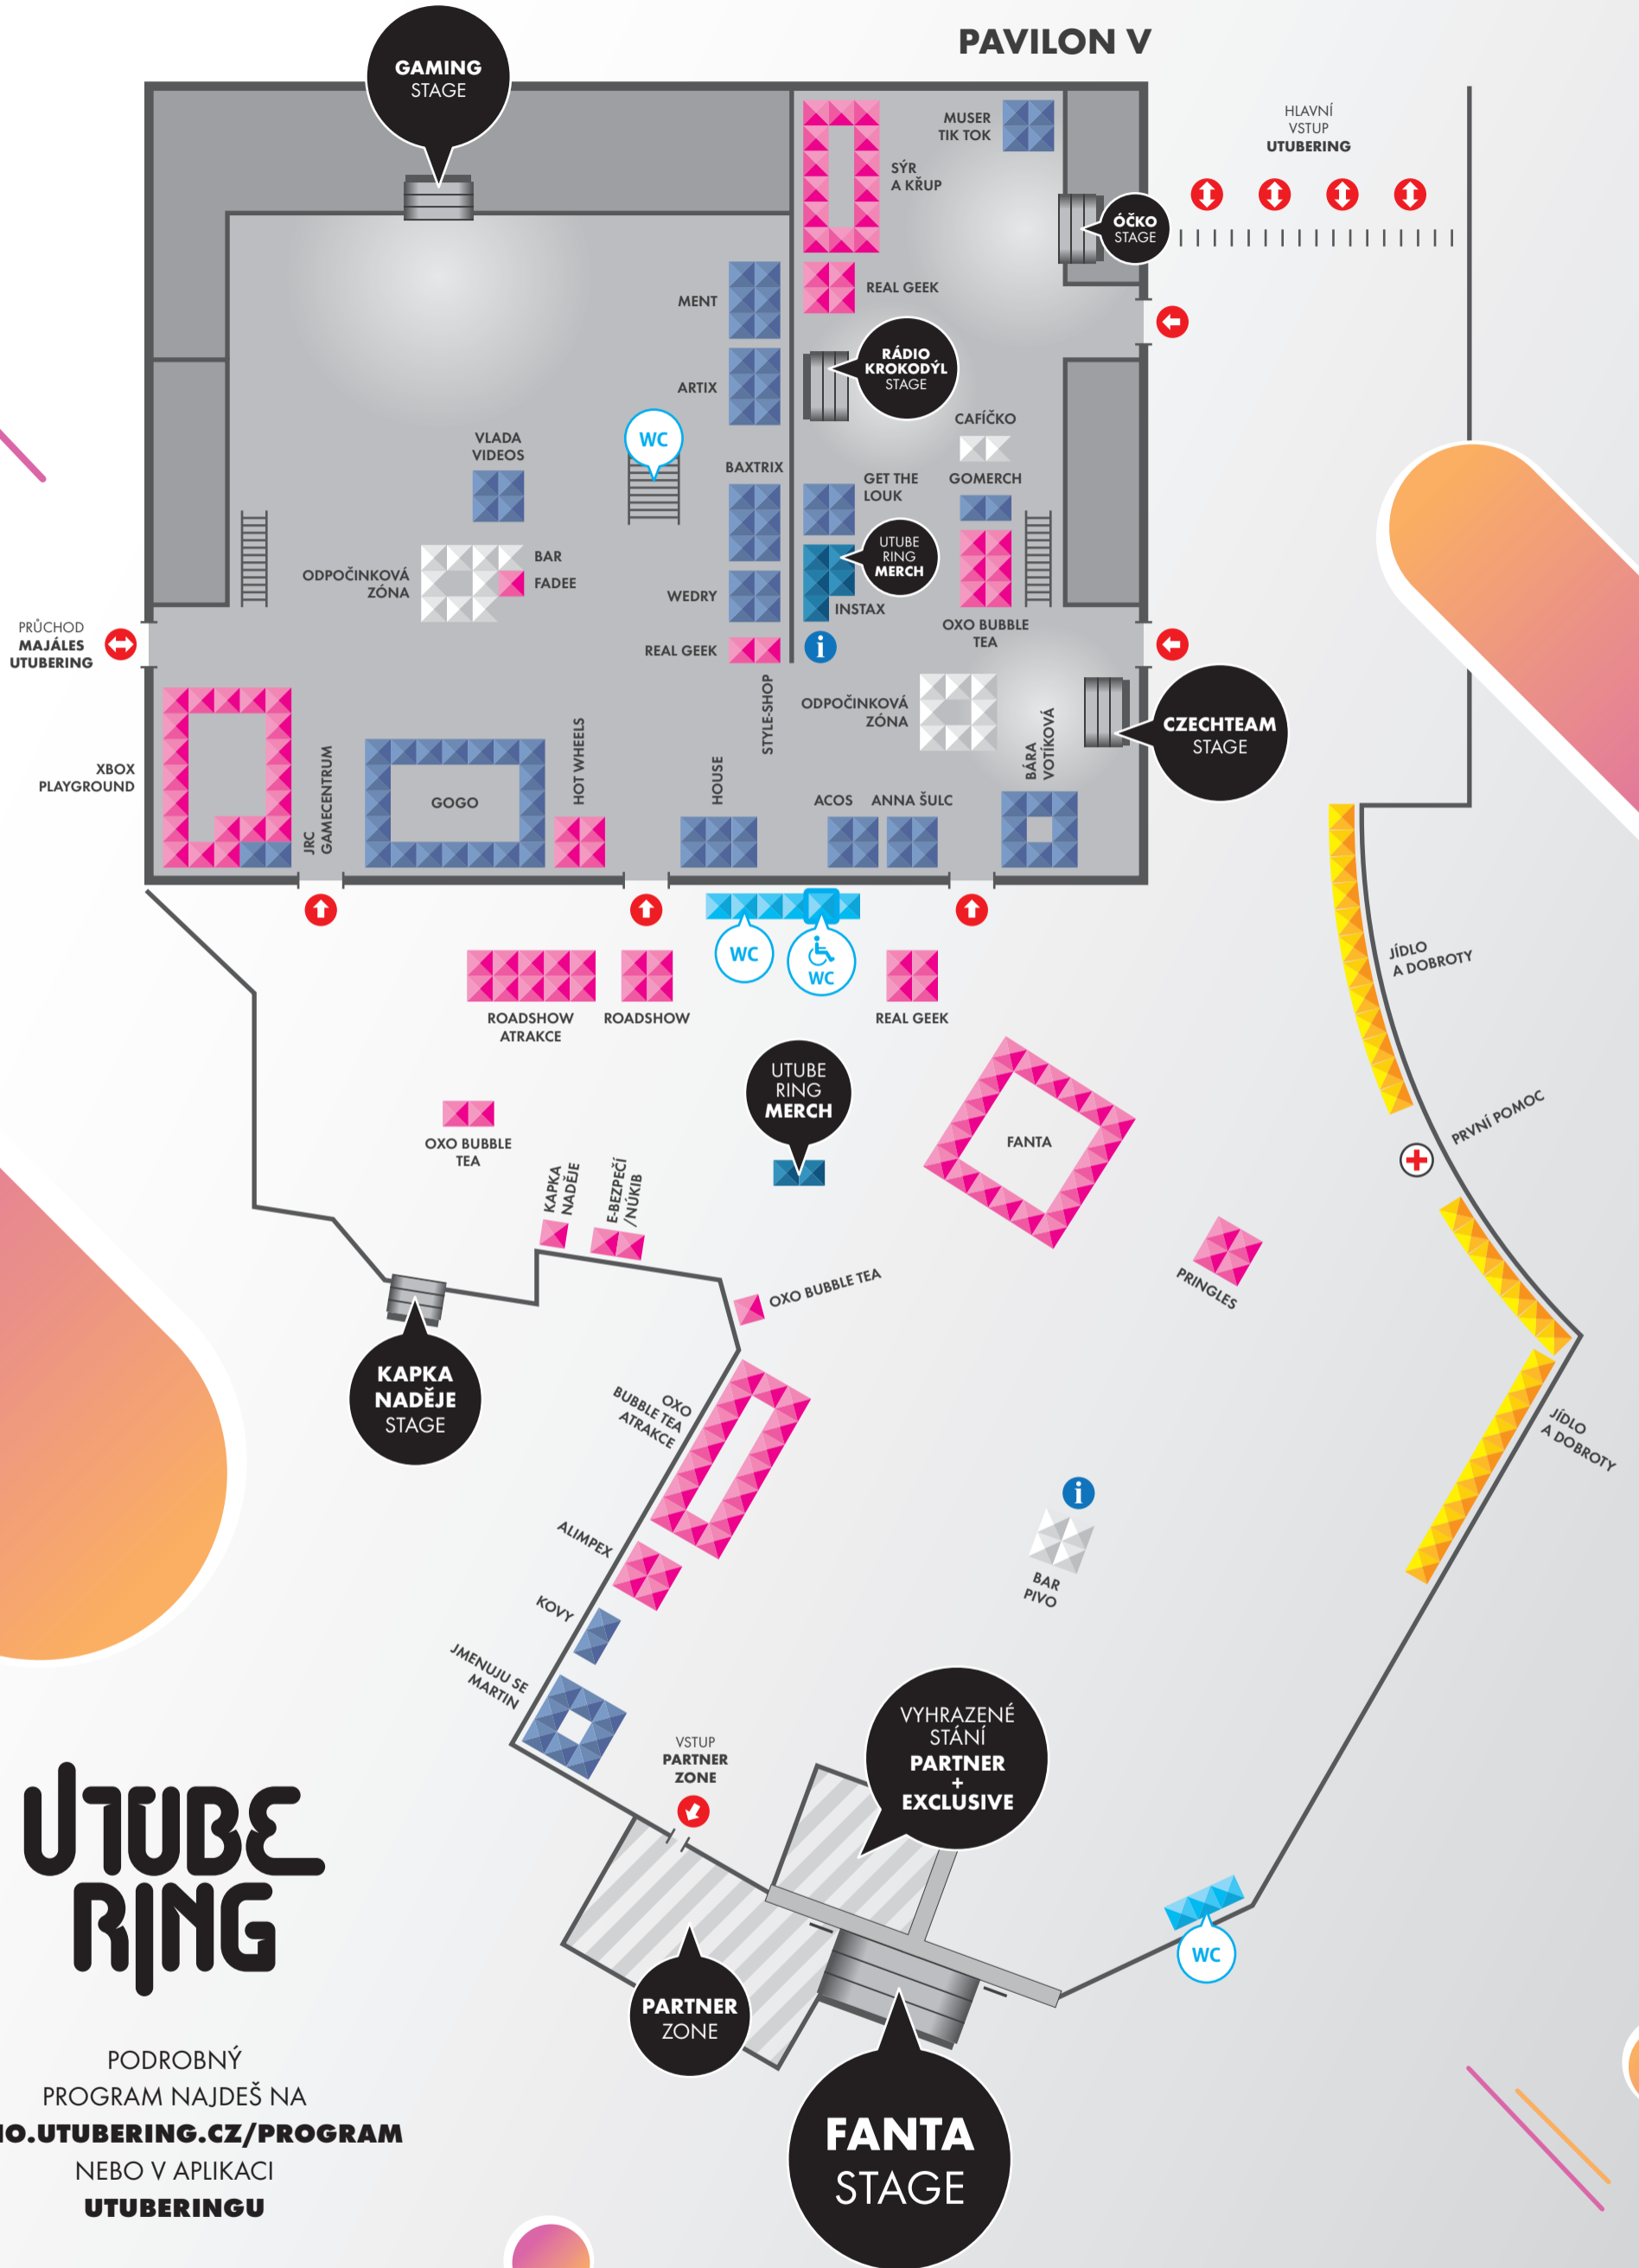 PAVILON V
GAMING
STAGE
HLAVNÍ
VSTUP
UTUBERING
MUSER
TIK TOK
SÝR
A KŘUP
ÓČKO
STAGE
MENT
REAL GEEK
ARTIX
RÁDIO
KROKODÝL
STAGE
CAFÍČKO
VLADA
VIDEOS
WC
BAXTRIX
GET THE
LOUK
GOMERCH
UTUBE
RING
MERCH
BAR
FADEE
ODPOČINKOVÁ
ZÓNA
WEDRY
INSTAX
OXO BUBBLE
TEA
PRŮCHOD
MAJÁLES
UTUBERING
REAL GEEK
i
STYLE-SHOP
ODPOČINKOVÁ
ZÓNA
CZECHTEAM
STAGE
XBOX
PLAYGROUND
JRC
GAMECENTRUM
GOGO
HOT WHEELS
HOUSE
ACOS
ANNA ŠULC
BÁRA
VOTÍKOVÁ
WC
WC
JÍDLO
A DOBROTY
ROADSHOW
ATRAKCE
ROADSHOW
REAL GEEK
UTUBE
RING
MERCH
OXO BUBBLE
TEA
FANTA
PRVNÍ POMOC
KAPKA
NADĚJE
E-BEZPEČÍ
/NÚKIB
OXO BUBBLE TEA
PRINGLES
KAPKA
NADĚJE
STAGE
OXO
BUBBLE TEA
ATRAKCE
JÍDLO
A DOBROTY
i
BAR
PIVO
ALIMPEX
KOVY
JMENUJU SE
MARTIN
VSTUP
PARTNER
ZONE
VYHRAZENÉ
STÁNÍ
PARTNER
+
EXCLUSIVE
WC
PARTNER
ZONE
FANTA
STAGE
UTUBE
RING
PODROBNÝ
PROGRAM NAJDEŠ NA
O.UTUBERING.CZ/PROGRAM
NEBO V APLIKACI
UTUBERINGU